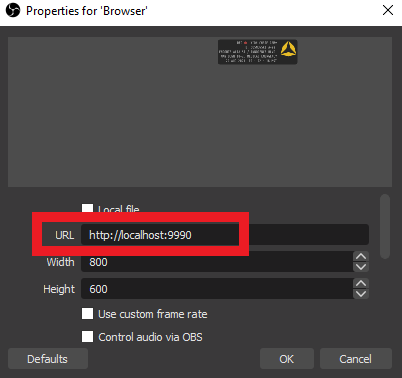 Properties for 'Browser'
Local file
URL http://localhost:9990
Width 800
Height 600
Use custom frame rate
Control audio via OBS
Defaults OK Cancel